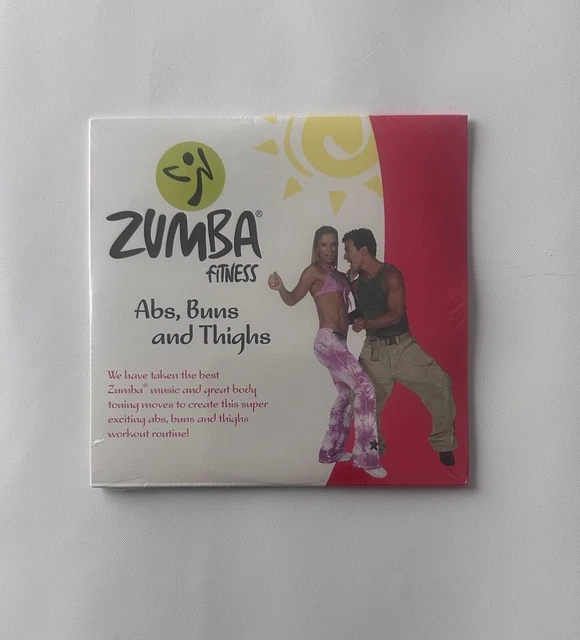 ZUMBA®
FITNESS
Abs, Buns
and Thighs
We have taken the best
Zumba® music and great body
toning moves to create this super
exciting abs, buns and thighs
workout routine!